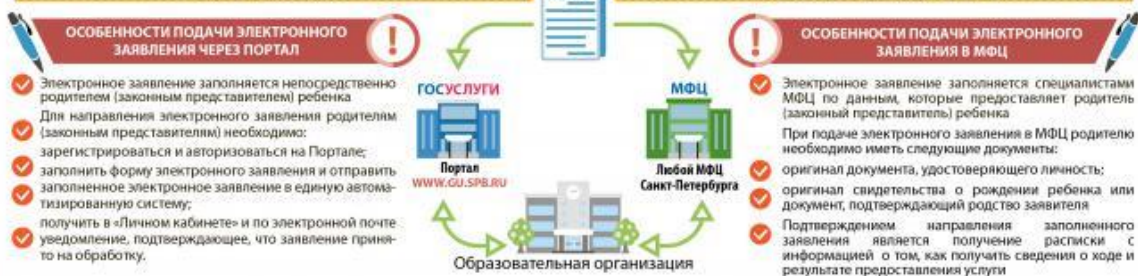 ОСОБЕННОСТИ ПОДАЧИ ЭЛЕКТРОННОГО
ЗАЯВЛЕНИЯ ЧЕРЕЗ ПОРТАЛ
Электронное заявление заполняется непосредственно
родителем (законным представителем) ребенка
Для направления электронного заявления родителям
(законным представителям) необходимо:
зарегистрироваться и авторизоваться на Портале;
заполнить форму электронного заявления и отправить
заполненное электронное заявление в единую автома-
тизированную систему;
получить в «Личном кабинете» и по электронной почте
уведомление, подтверждающее, что заявление приня-
то на обработку.
ГОСУСЛУГИ
Портал
WWW.GU.SPB.RU
МФЦ
Любой МФЦ
Санкт-Петербурга
Образовательная организация
ОСОБЕННОСТИ ПОДАЧИ ЭЛЕКТРОННОГО
ЗАЯВЛЕНИЯ В МФЦ
Электронное заявление заполняется специалистами
МФЦ по данным, которые предоставляет родитель
(законный представитель) ребенка
При подаче электронного заявления в МФЦ родителю
необходимо иметь следующие документы:
оригинал документа, удостоверяющего личность;
оригинал свидетельства о рождении ребенка или
документ, подтверждающий родство заявителя
Подтверждением направления заполненного
заявления является получение расписки с
информацией о том, как получить сведения о ходе и
результате предоставления услуги